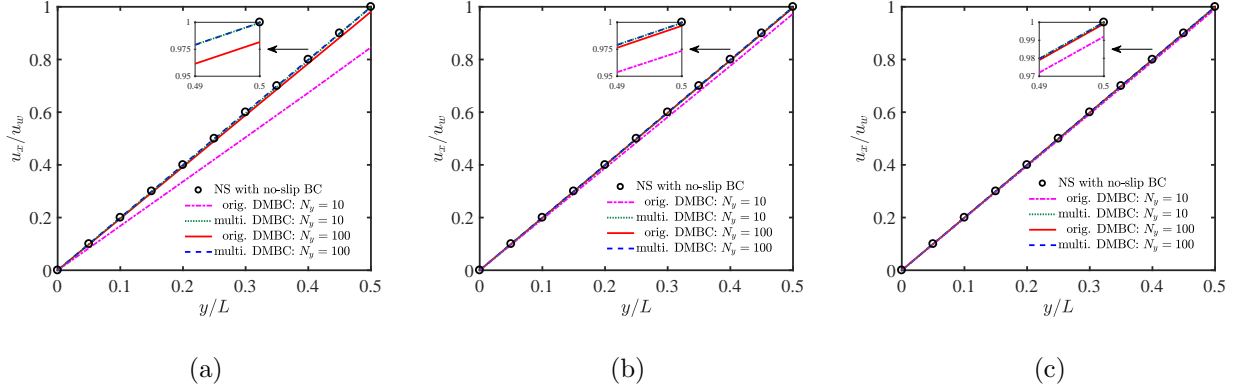 1
0.8
0.6
0.4
0.2
0
u_x/u_w
1
0.975
0.95
0.49
0.5
NS with no-slip BC
orig. DMBC: N_y = 10
multi. DMBC: N_y = 10
orig. DMBC: N_y = 100
multi. DMBC: N_y = 100
0 0.1 0.2 0.3 0.4 0.5
y/L
(a)
1
0.8
0.6
0.4
0.2
0
u_x/u_w
1
0.975
0.95
0.49
0.5
NS with no-slip BC
orig. DMBC: N_y = 10
multi. DMBC: N_y = 10
orig. DMBC: N_y = 100
multi. DMBC: N_y = 100
0 0.1 0.2 0.3 0.4 0.5
y/L
(b)
1
0.8
0.6
0.4
0.2
0
u_x/u_w
1
0.99
0.98
0.97
0.49
0.5
NS with no-slip BC
orig. DMBC: N_y = 10
multi. DMBC: N_y = 10
orig. DMBC: N_y = 100
multi. DMBC: N_y = 100
0 0.1 0.2 0.3 0.4 0.5
y/L
(c)